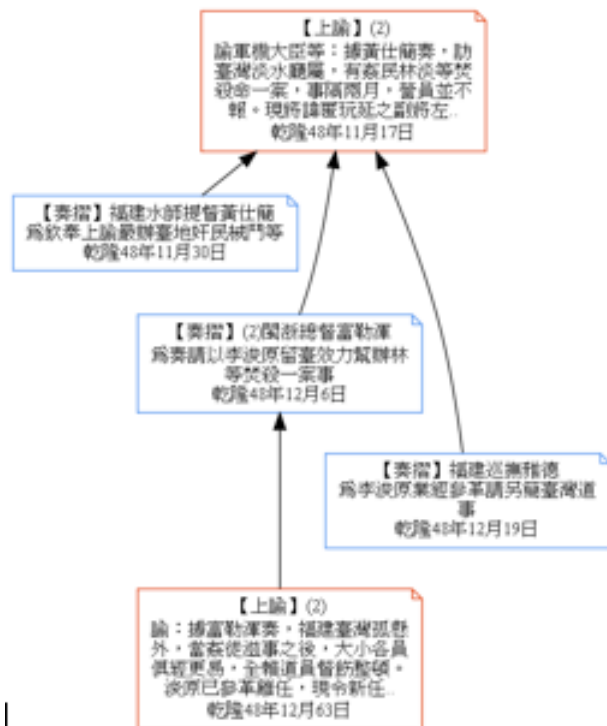 【上諭】(2)
諭軍機大臣等：據黃仕簡奏，訪
臺灣淡水廳屬，有姦民林淡等焚
殺命一案，事隔兩月，營員並不
報。現將諱匿玩延之副將左..
乾隆48年11月17日
【奏摺】福建水師提督黃仕簡
為欽奉上諭嚴辦臺地奸民械鬥等
乾隆48年11月30日
【奏摺】(2)閩浙總督富勒渾
為奏請以李浚原留臺效力幫辦林
等焚殺一案事
乾隆48年12月6日
【奏摺】福建巡撫雅德
為李浚原業經參革請另簡臺灣道
事
乾隆48年12月19日
【上諭】(2)
諭：據富勒渾奏，福建臺灣孤懸
外，當姦徒滋事之後，大小各員
俱經更易，全賴道員督飭整頓。
浚原已參革離任，現令新任..
乾隆48年12月63日